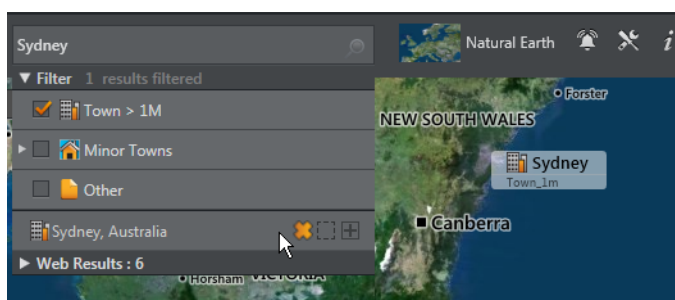 Sydney
Natural Earth
Filter 1 results filtered
Town > 1M
Minor Towns
Other
Sydney, Australia
Web Results : 6
Forster
NEW SOUTH WALES
Sydney
Town_1m
Canberra
Horsham VICTORIA